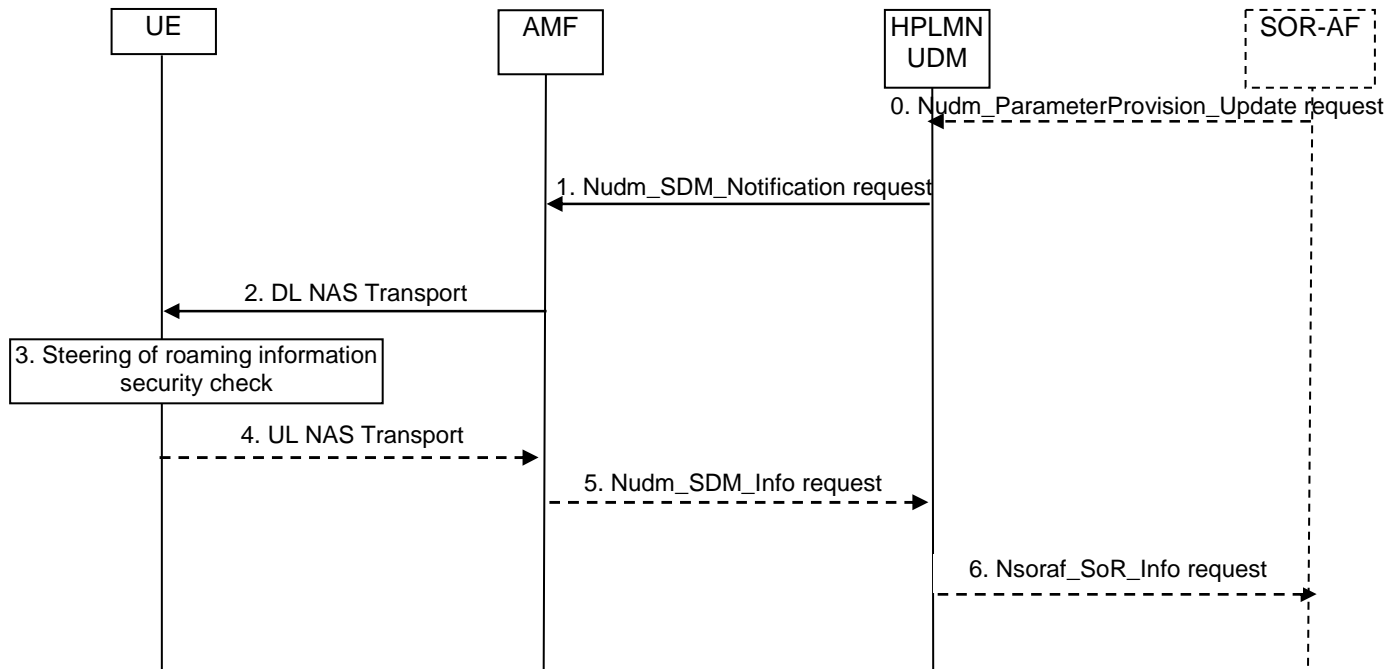 UE
AMF
HPLMN
UDM
SOR-AF
0. Nudm_ParameterProvision_Update request
1. Nudm_SDM_Notification request
2. DL NAS Transport
3. Steering of roaming information
security check
4. UL NAS Transport
5. Nudm_SDM_Info request
6. Nsoraf_SoR_Info request